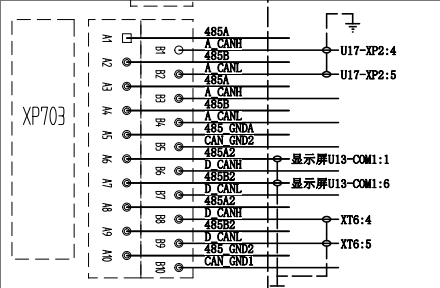 XP703
A1
485A
B1
A_CANH
U17-XP2:4
A2
485B
B2
A_CANL
U17-XP2:5
A3
485A
B3
A_CANH
A4
485B
B4
A_CANL
A5
485_GNDA
B5
CAN_GND2
A6
485A2
显示屏U13-COM1:1
B6
D_CANH
A7
485B2
显示屏U13-COM1:6
B7
D_CANL
A8
485A2
B8
D_CANH
XT6:4
A9
485B2
B9
D_CANL
XT6:5
A10
485_GND2
B10
CAN_GND1